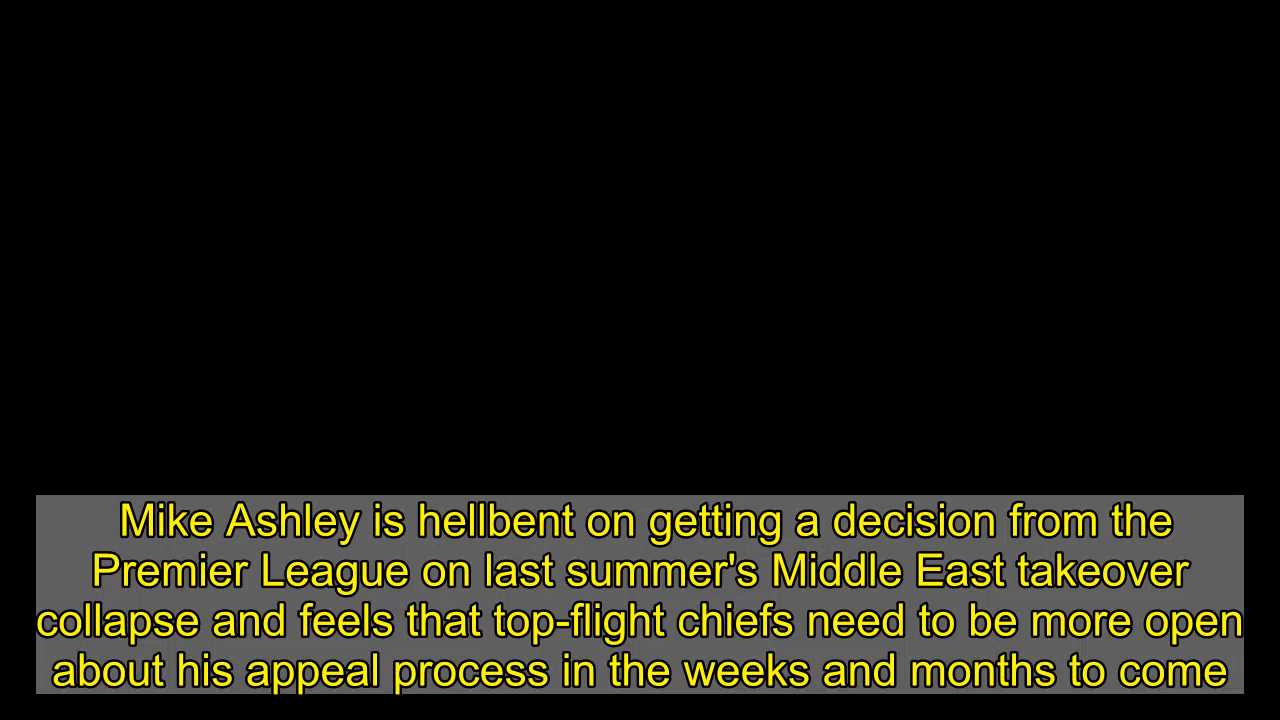 Mike Ashley is hellbent on getting a decision from the
Premier League on last summer's Middle East takeover
collapse and feels that top-flight chiefs need to be more open
about his appeal process in the weeks and months to come